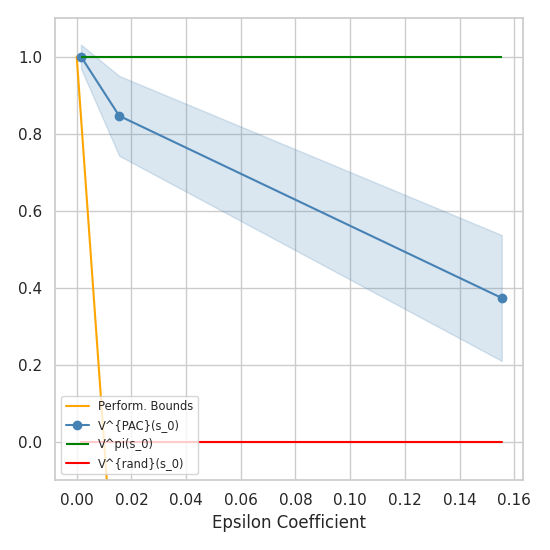 1.0
0.8
0.6
0.4
0.2
0.0
Perform. Bounds
V^{PAC}(s_0)
V^pi(s_0)
V^{rand}(s_0)
0.00 0.02 0.04 0.06 0.08 0.10 0.12 0.14 0.16
Epsilon Coefficient